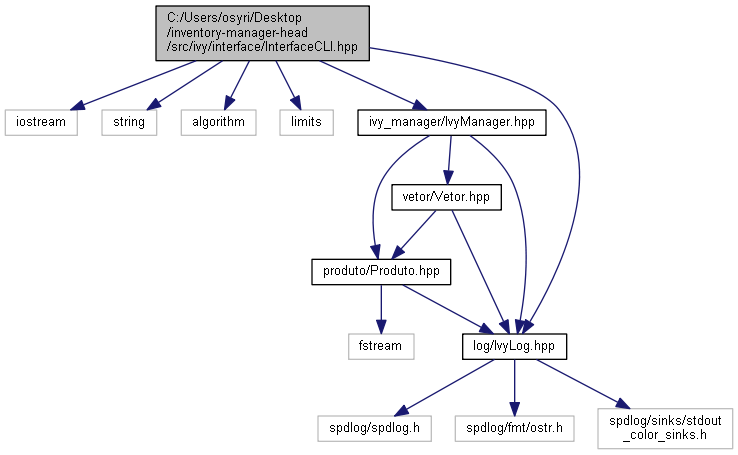 C:/Users/osyri/Desktop
/inventory-manager-head
/src/ivy/interface/InterfaceCLI.hpp
iostream
string
algorithm
limits
ivy_manager/IvyManager.hpp
vetor/Vetor.hpp
produto/Produto.hpp
fstream
log/IvyLog.hpp
spdlog/spdlog.h
spdlog/fmt/ostr.h
spdlog/sinks/stdout
_color_sinks.h